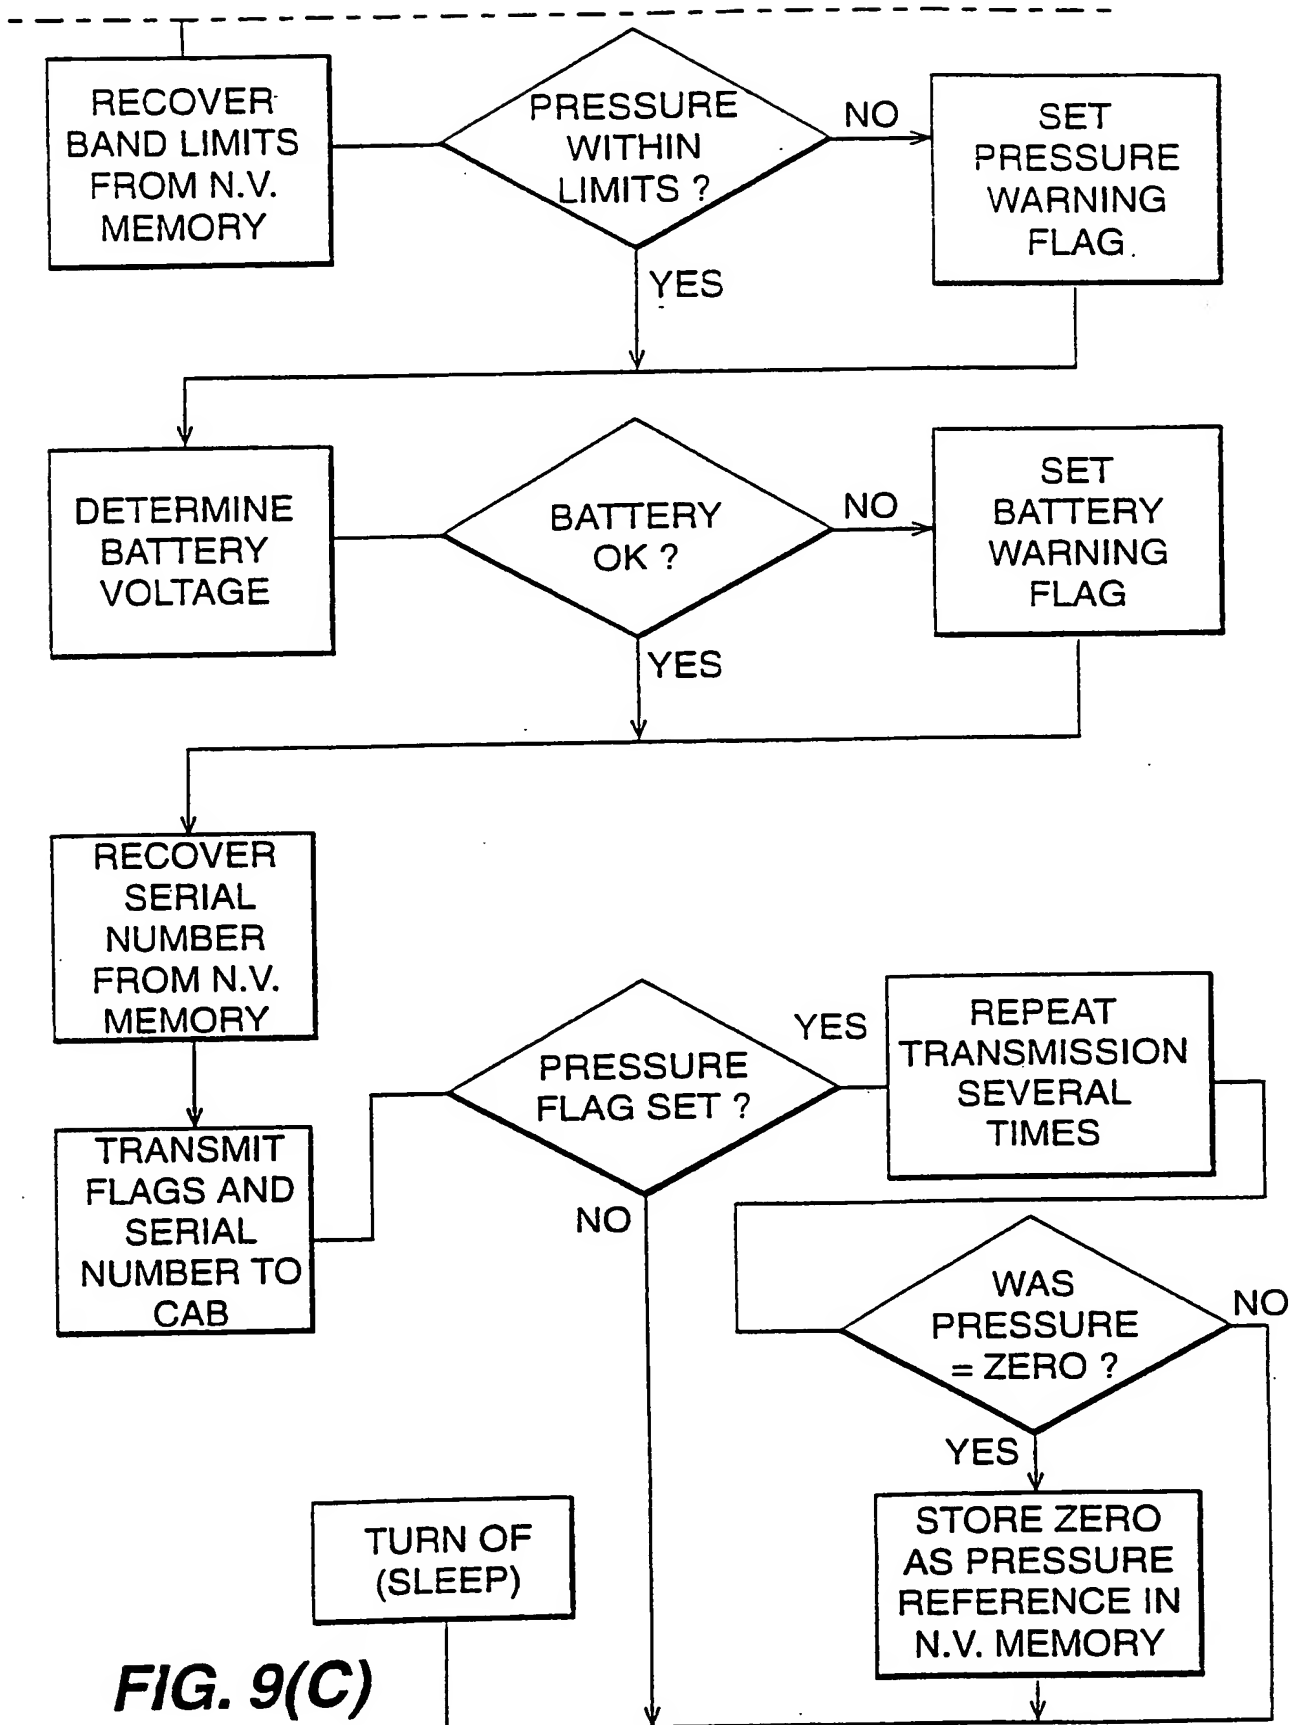 RECOVER
BAND LIMITS
FROM N.V.
MEMORY
PRESSURE
WITHIN
LIMITS ?
NO
SET
PRESSURE
WARNING
FLAG
YES
DETERMINE
BATTERY
VOLTAGE
BATTERY
OK ?
NO
SET
BATTERY
WARNING
FLAG
YES
RECOVER
SERIAL
NUMBER
FROM N.V.
MEMORY
TRANSMIT
FLAGS AND
SERIAL
NUMBER TO
CAB
PRESSURE
FLAG SET ?
YES
REPEAT
TRANSMISSION
SEVERAL
TIMES
NO
WAS
PRESSURE
= ZERO ?
NO
YES
STORE ZERO
AS PRESSURE
REFERENCE IN
N.V. MEMORY
TURN OF
(SLEEP)
FIG. 9(C)